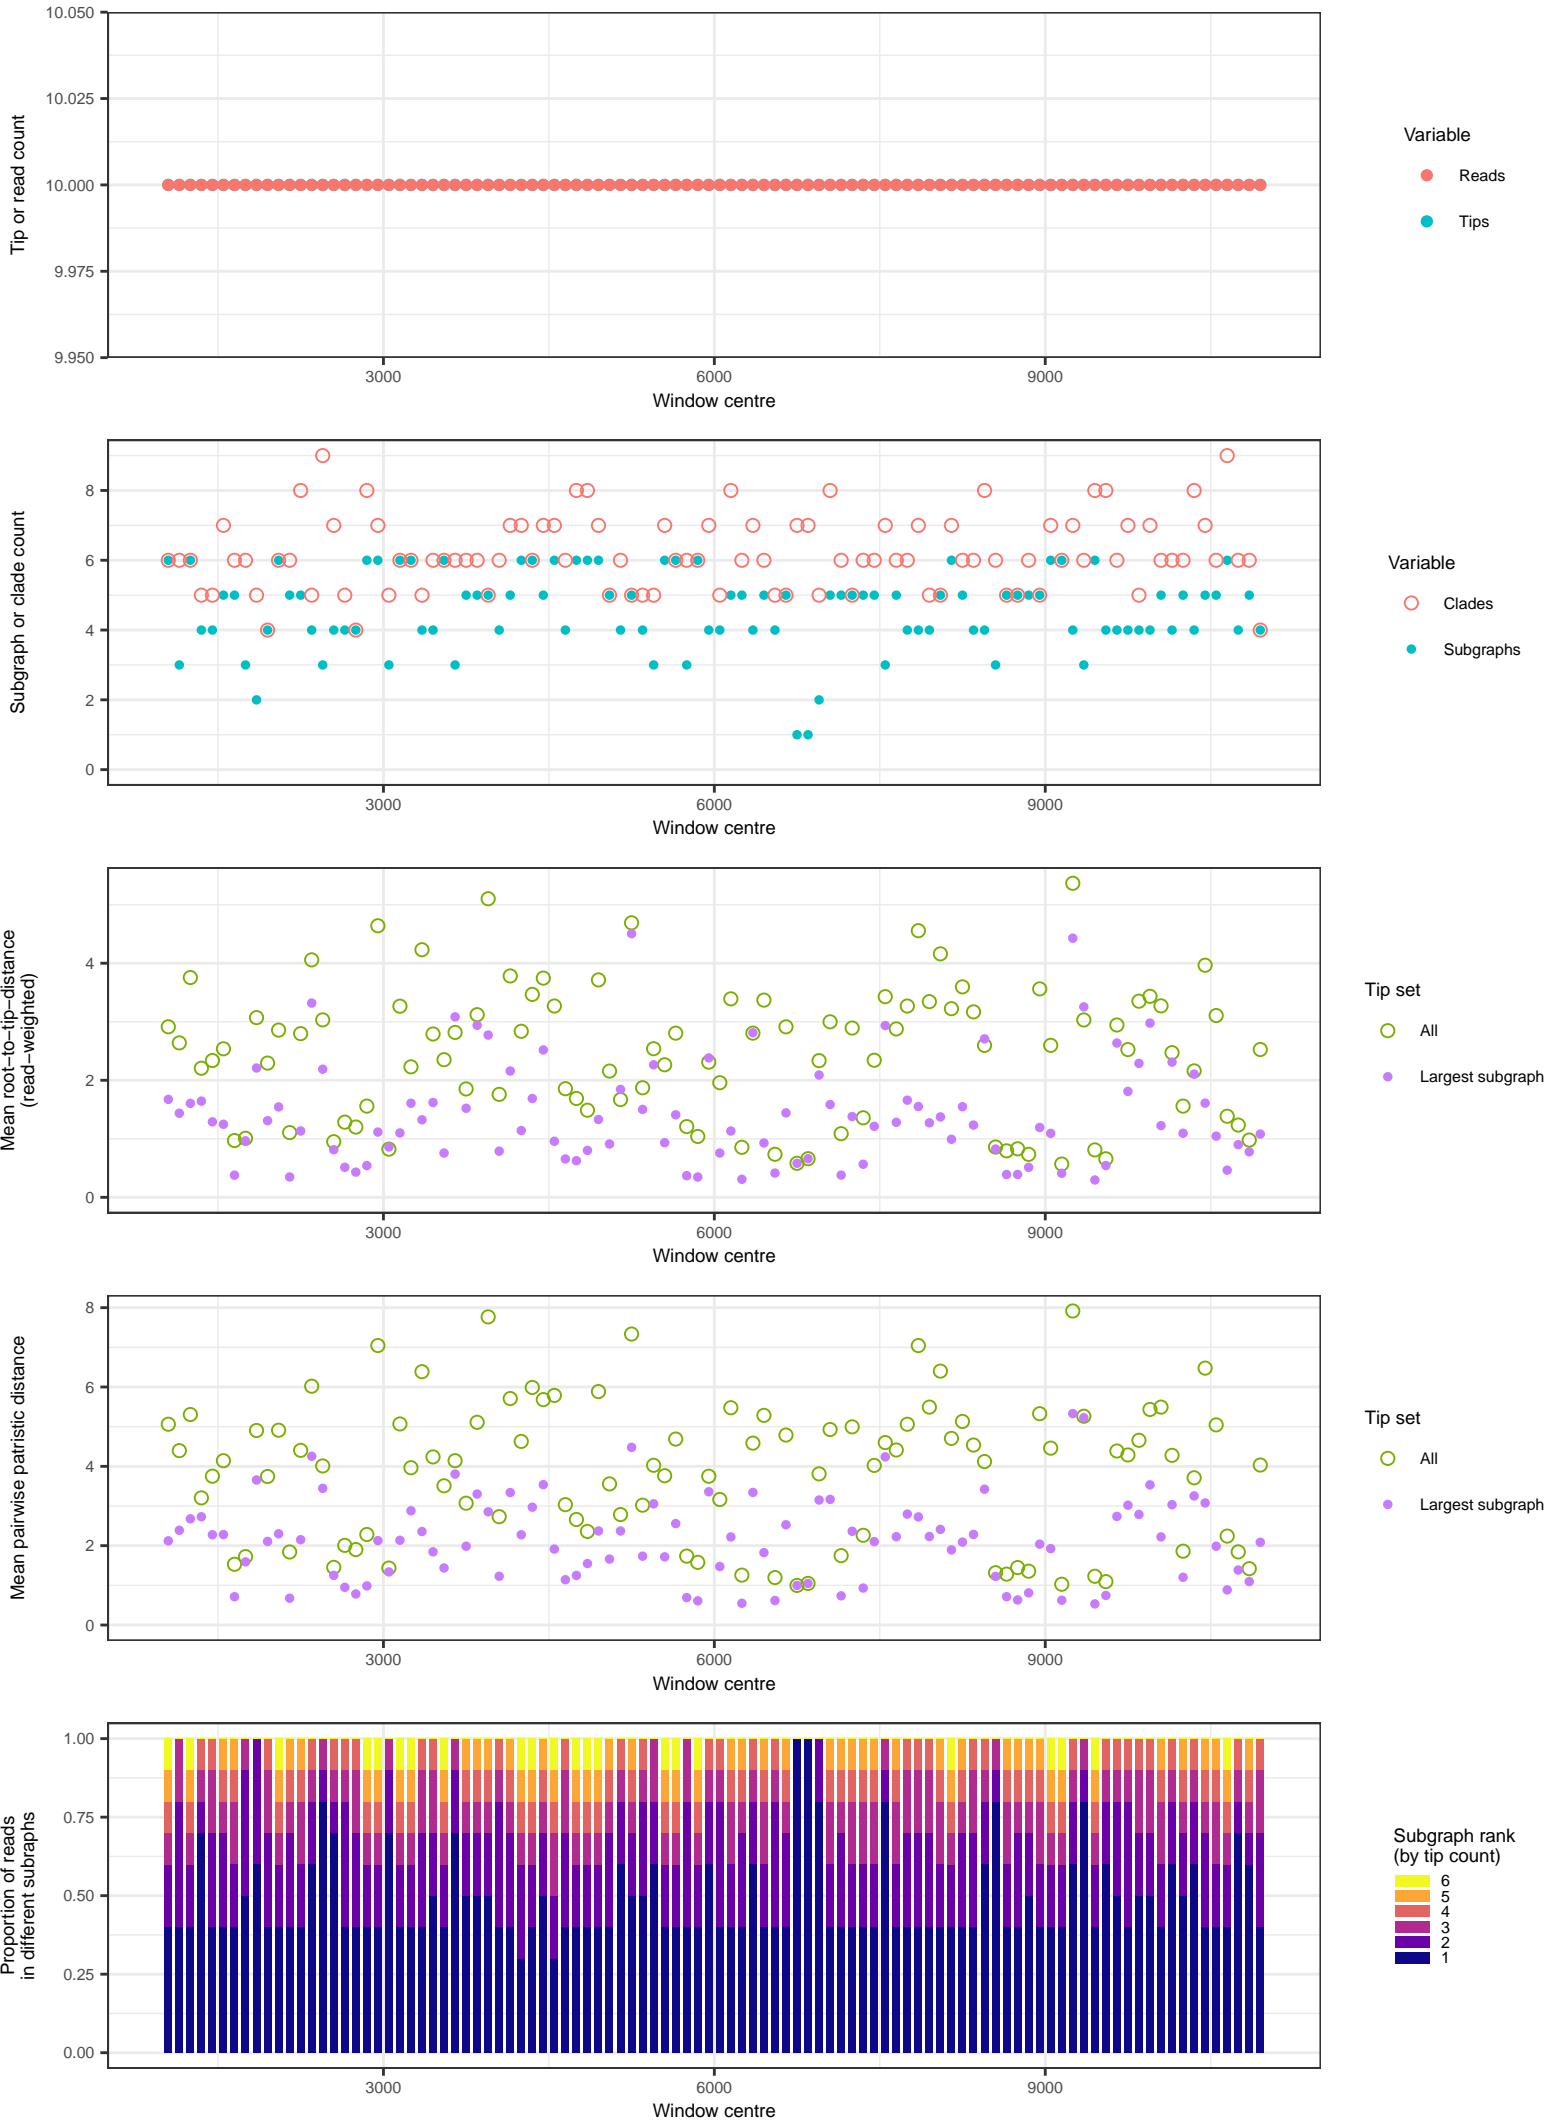 10.050
10.025
10.000
9.975
9.950
Tip or read count
3000 6000 9000
Window centre
Variable
Reads
Tips
8
6
4
2
0
Subgraph or clade count
3000 6000 9000
Window centre
Variable
Clades
Subgraphs
4
2
0
Mean root−to−tip−distance
(read−weighted)
3000 6000 9000
Window centre
Tip set
All
Largest subgraph
8
6
4
2
0
Mean pairwise patristic distance
3000 6000 9000
Window centre
Tip set
All
Largest subgraph
1.00
0.75
0.50
0.25
0.00
Proportion of reads
in different subraphs
3000 6000 9000
Window centre
Subgraph rank
(by tip count)
6
5
4
3
2
1